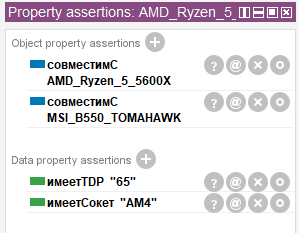 Property assertions: AMD_Ryzen_5_
Object property assertions
совместимС
AMD_Ryzen_5_5600X
совместимС
MSI_B550_TOMAHAWK
Data property assertions
имеетTDP "65"
имеетСокет "AM4"